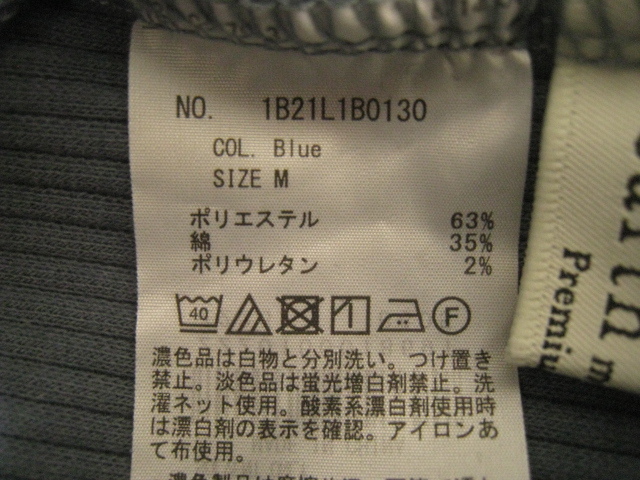 NO. 1B21L1B0130
COL. Blue
SIZE M
ポリエステル 63%
綿 35%
ポリウレタン 2%
40 F
濃色品は白物と分別洗い。つけ置き
禁止。淡色品は蛍光増白剤禁止。洗
濯ネット使用。酸素系漂白剤使用時
は漂白剤の表示を確認。アイロンあ
て布使用。
Premiu